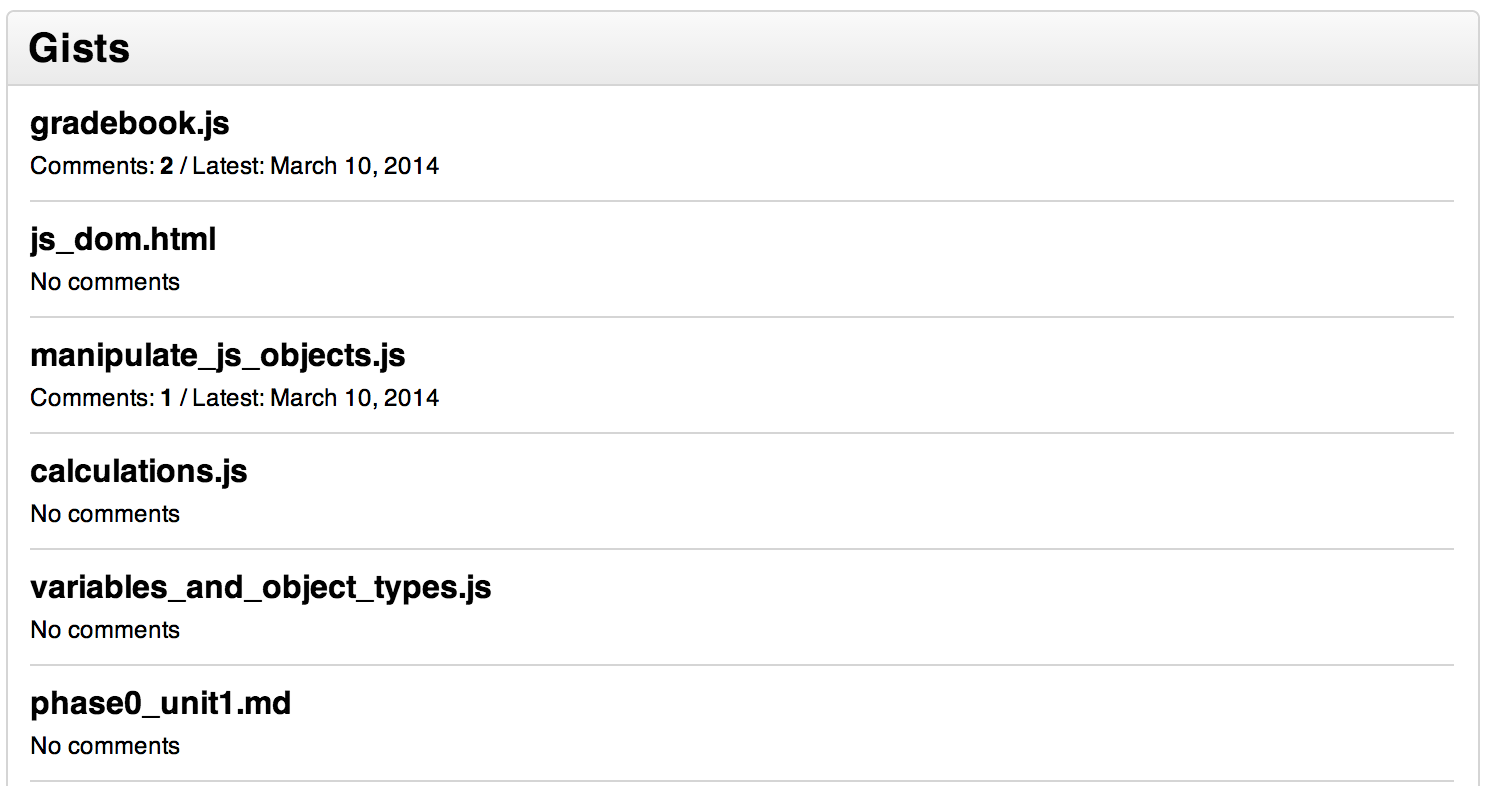 Gists
gradebook.js
Comments: 2 / Latest: March 10, 2014
js_dom.html
No comments
manipulate_js_objects.js
Comments: 1 / Latest: March 10, 2014
calculations.js
No comments
variables_and_object_types.js
No comments
phase0_unit1.md
No comments